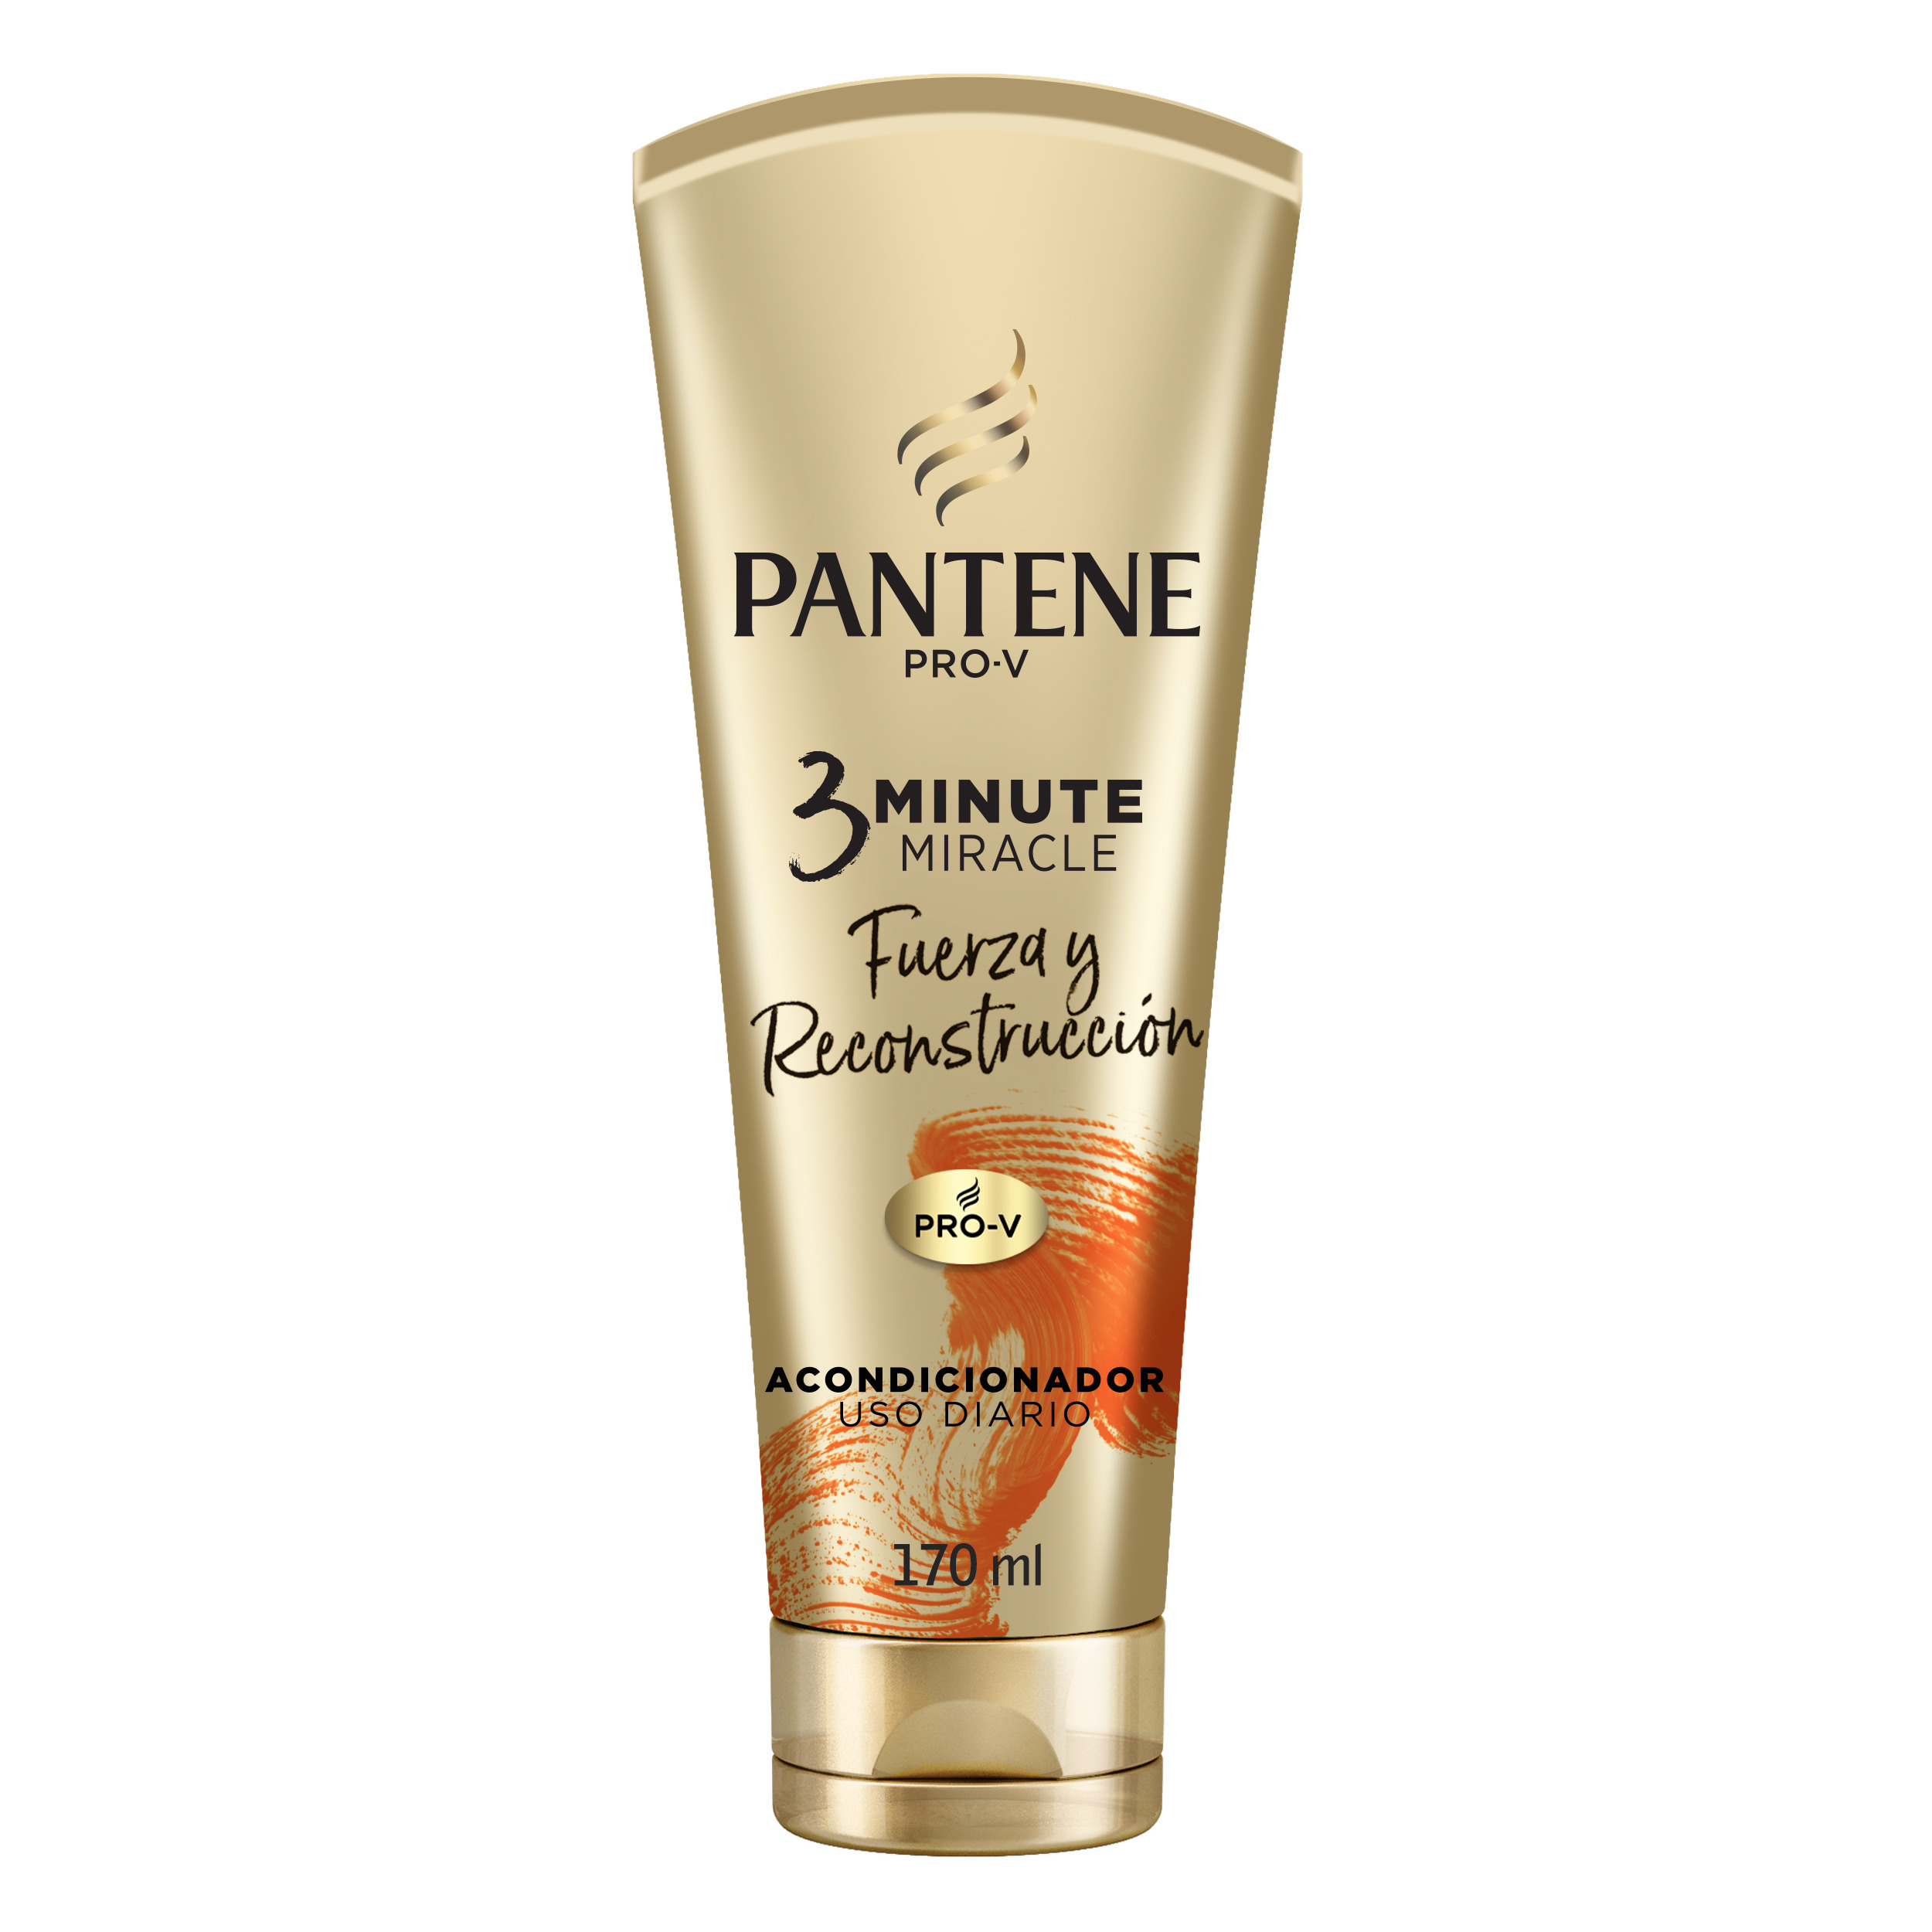 PANTENE
PRO-V
3 MINUTE
MIRACLE
Fuerza y
Reconstrucción
PRO-V
ACONDICIONADOR
USO DIARIO
170 ml